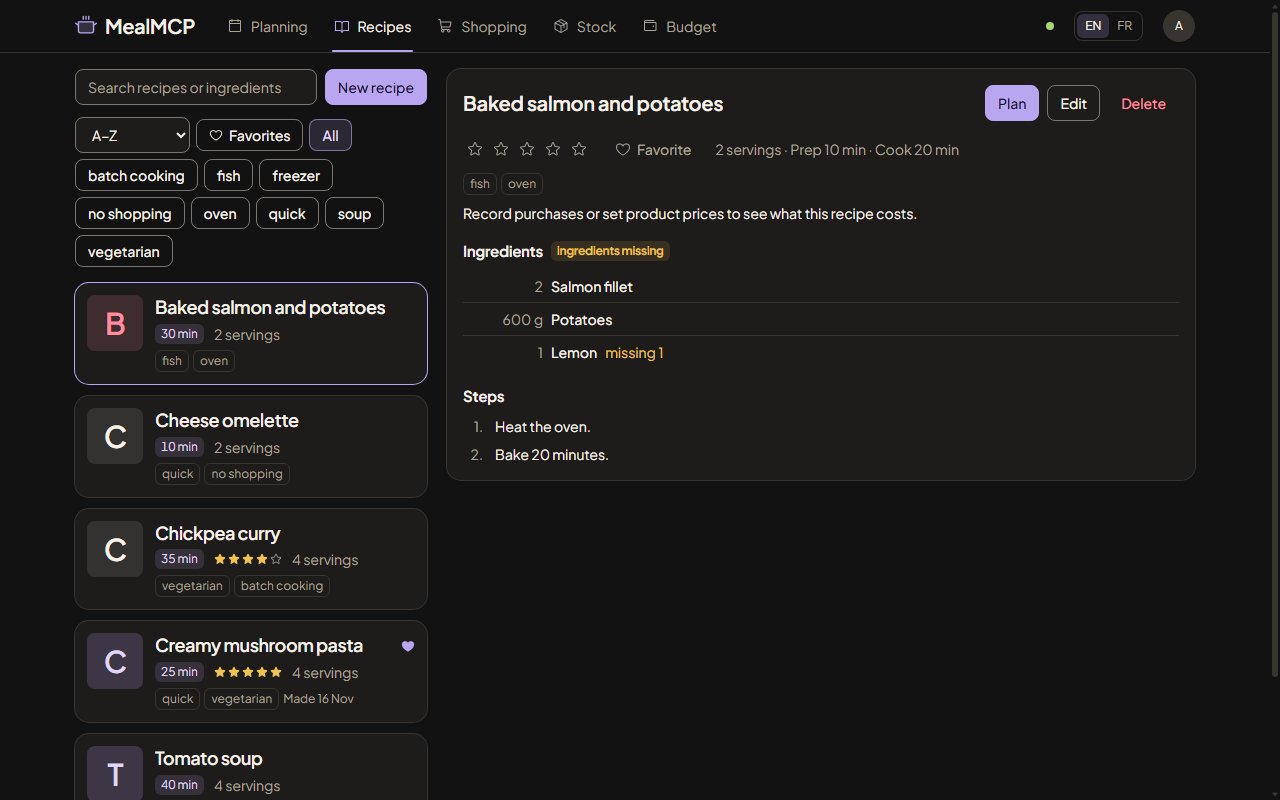 MealMCP Planning Recipes Shopping Stock Budget EN FR A
Search recipes or ingredients New recipe
A–Z Favorites All
batch cooking fish freezer
no shopping oven quick soup
vegetarian
B
Baked salmon and potatoes
30 min 2 servings
fish oven
C
Cheese omelette
10 min 2 servings
quick no shopping
C
Chickpea curry
35 min 4 servings
vegetarian batch cooking
C
Creamy mushroom pasta
25 min 4 servings
quick vegetarian Made 16 Nov
T
Tomato soup
40 min 4 servings
Baked salmon and potatoes Plan Edit Delete
Favorite 2 servings · Prep 10 min · Cook 20 min
fish oven
Record purchases or set product prices to see what this recipe costs.
Ingredients ingredients missing
2 Salmon fillet
600 g Potatoes
1 Lemon missing 1
Steps
1. Heat the oven.
2. Bake 20 minutes.